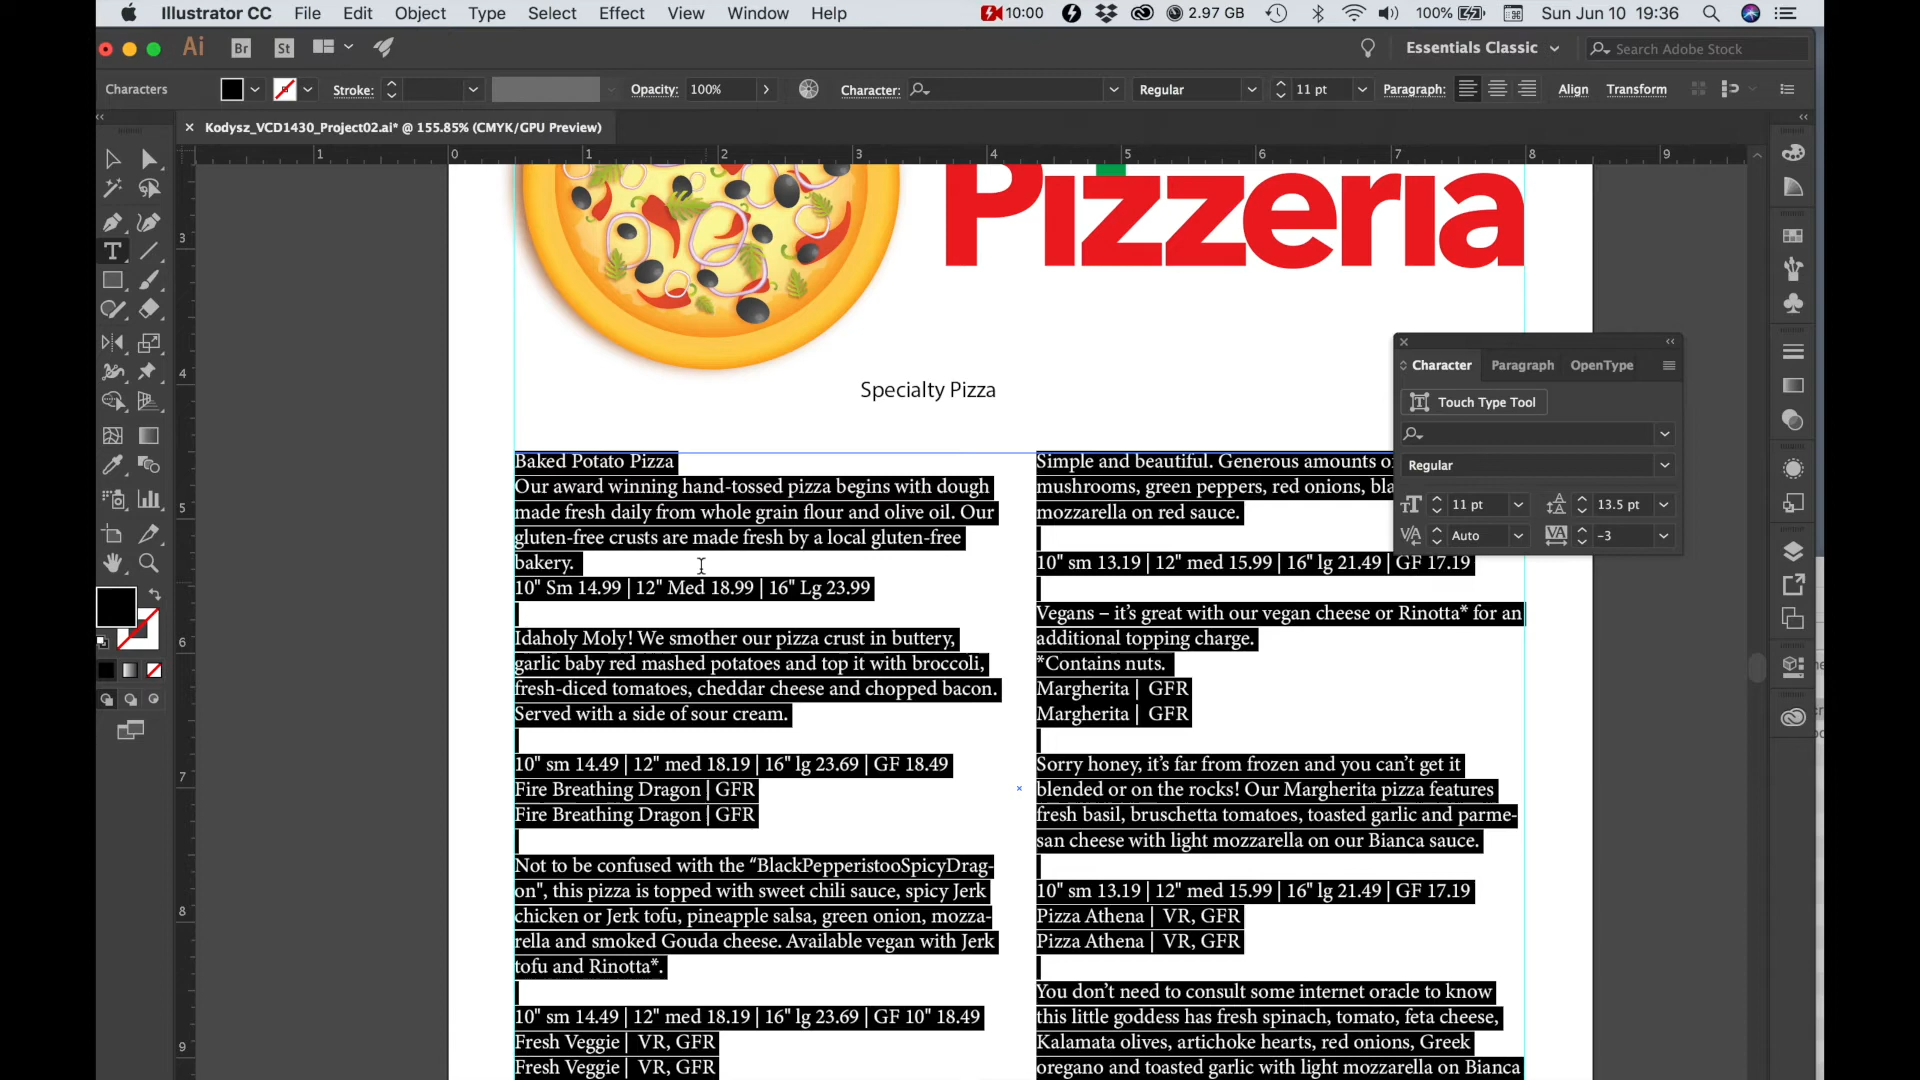 Illustrator CC File Edit Object Type Select Effect View Window Help 10:00 2.97 GB 100% Sun Jun 10 19:36
Ai Br St Essentials Classic Search Adobe Stock
Characters Stroke: Opacity: 100% Character: Regular 11 pt Paragraph: Align Transform
× Kodysz_VCD1430_Project02.ai* @ 155.85% (CMYK/GPU Preview)
1 0 1 2 3 4 5 6 7 8 9
Pizzeria
3
4
5
6
7
8
9
Specialty Pizza
Baked Potato Pizza
Our award winning hand-tossed pizza begins with dough
made fresh daily from whole grain flour and olive oil. Our
gluten-free crusts are made fresh by a local gluten-free
bakery.
10" Sm 14.99 | 12" Med 18.99 | 16" Lg 23.99
Idaholy Moly! We smother our pizza crust in buttery,
garlic baby red mashed potatoes and top it with broccoli,
fresh-diced tomatoes, cheddar cheese and chopped bacon.
Served with a side of sour cream.
10" sm 14.49 | 12" med 18.19 | 16" lg 23.69 | GF 18.49
Fire Breathing Dragon | GFR
Fire Breathing Dragon | GFR
Not to be confused with the “BlackPepperistooSpicyDrag-
on", this pizza is topped with sweet chili sauce, spicy Jerk
chicken or Jerk tofu, pineapple salsa, green onion, mozza-
rella and smoked Gouda cheese. Available vegan with Jerk
tofu and Rinotta*.
10" sm 14.49 | 12" med 18.19 | 16" lg 23.69 | GF 10" 18.49
Fresh Veggie | VR, GFR
Fresh Veggie | VR, GFR
Simple and beautiful. Generous amounts
mushrooms, green peppers, red onions,
mozzarella on red sauce.
10" sm 13.19 | 12" med 15.99 | 16" lg 21.49 | GF 17.19
Vegans – it’s great with our vegan cheese or Rinotta* for an
additional topping charge.
*Contains nuts.
Margherita | GFR
Margherita | GFR
Sorry honey, it’s far from frozen and you can’t get it
blended or on the rocks! Our Margherita pizza features
fresh basil, bruschetta tomatoes, toasted garlic and parme-
san cheese with light mozzarella on our Bianca sauce.
10" sm 13.19 | 12" med 15.99 | 16" lg 21.49 | GF 17.19
Pizza Athena | VR, GFR
Pizza Athena | VR, GFR
You don’t need to consult some internet oracle to know
this little goddess has fresh spinach, tomato, feta cheese,
Kalamata olives, artichoke hearts, red onions, Greek
oregano and toasted garlic with light mozzarella on Bianca
Character Paragraph OpenType
Touch Type Tool
Regular
11 pt 13.5 pt
Auto -3